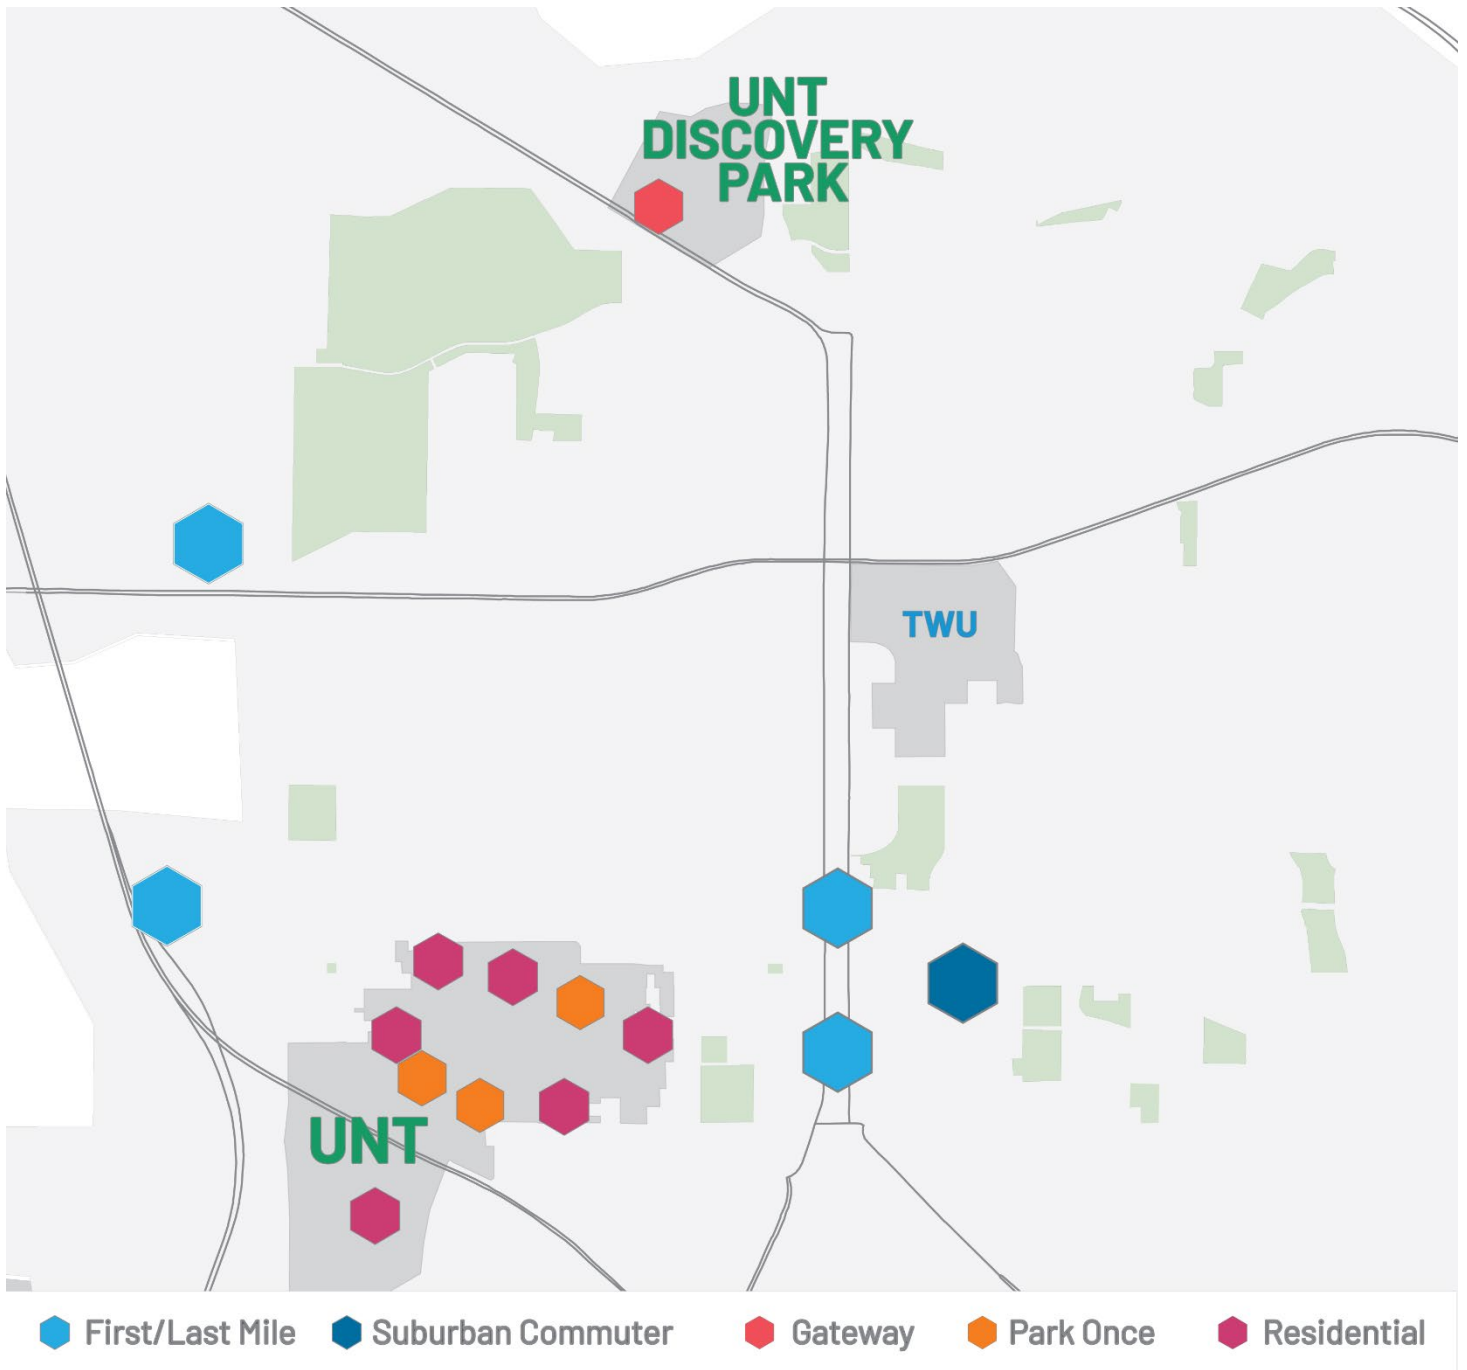 UNT
DISCOVERY
PARK
TWU
UNT
First/Last Mile
Suburban Commuter
Gateway
Park Once
Residential